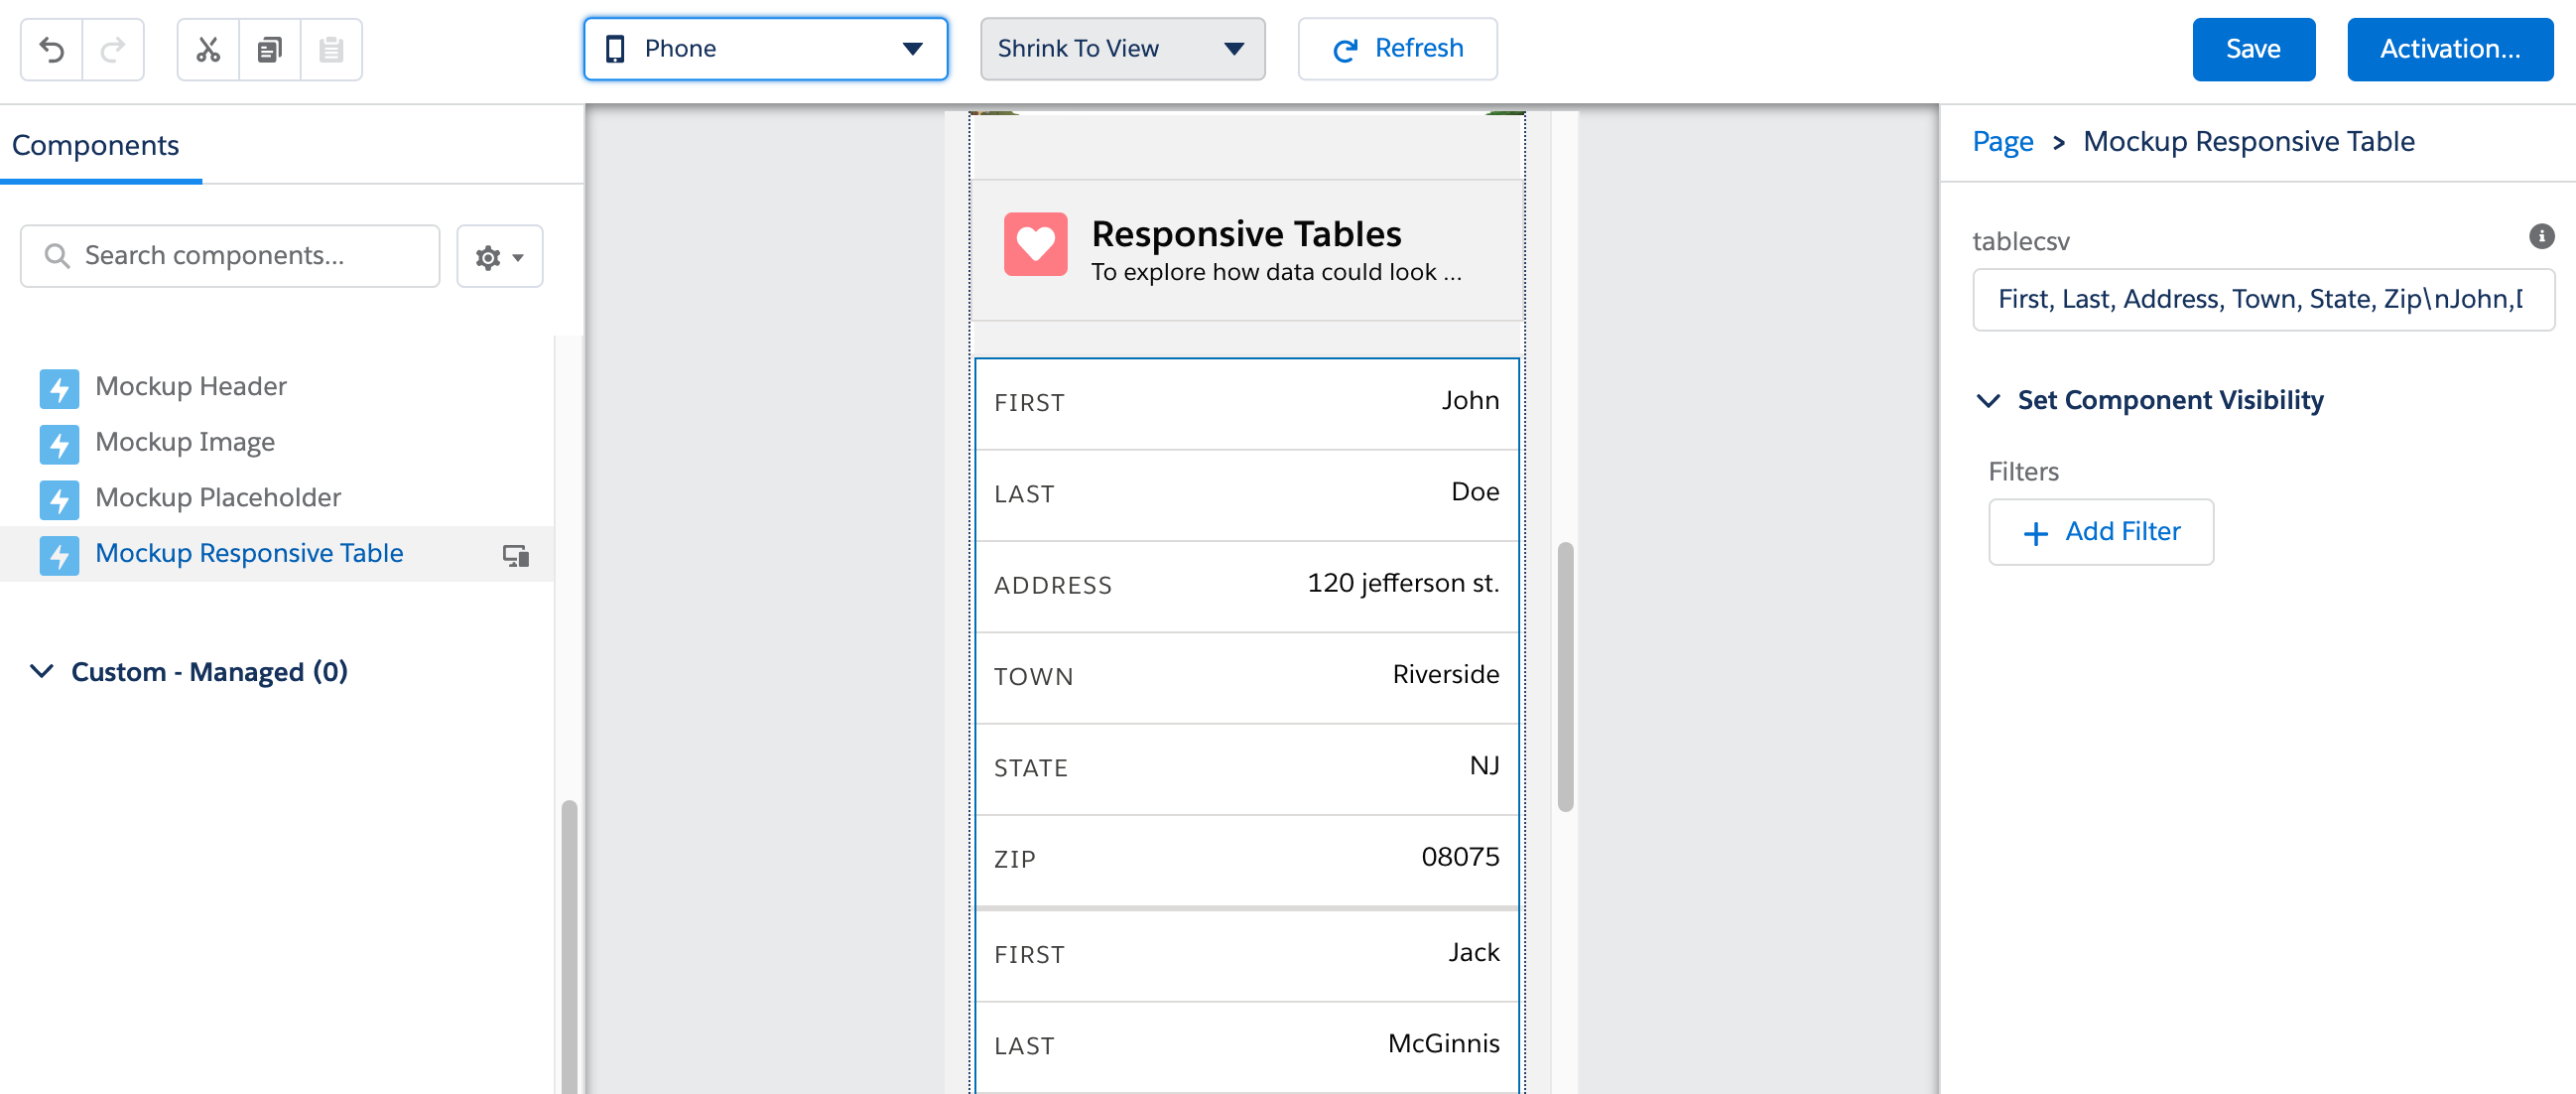 Phone
Shrink To View
Refresh
Save
Activation...
Components
Search components...
Mockup Header
Mockup Image
Mockup Placeholder
Mockup Responsive Table
Custom - Managed (0)
Responsive Tables
To explore how data could look ...
FIRST John
LAST Doe
ADDRESS 120 jefferson st.
TOWN Riverside
STATE NJ
ZIP 08075
FIRST Jack
LAST McGinnis
Page > Mockup Responsive Table
tablecsv
First, Last, Address, Town, State, Zip\nJohn,
Set Component Visibility
Filters
Add Filter